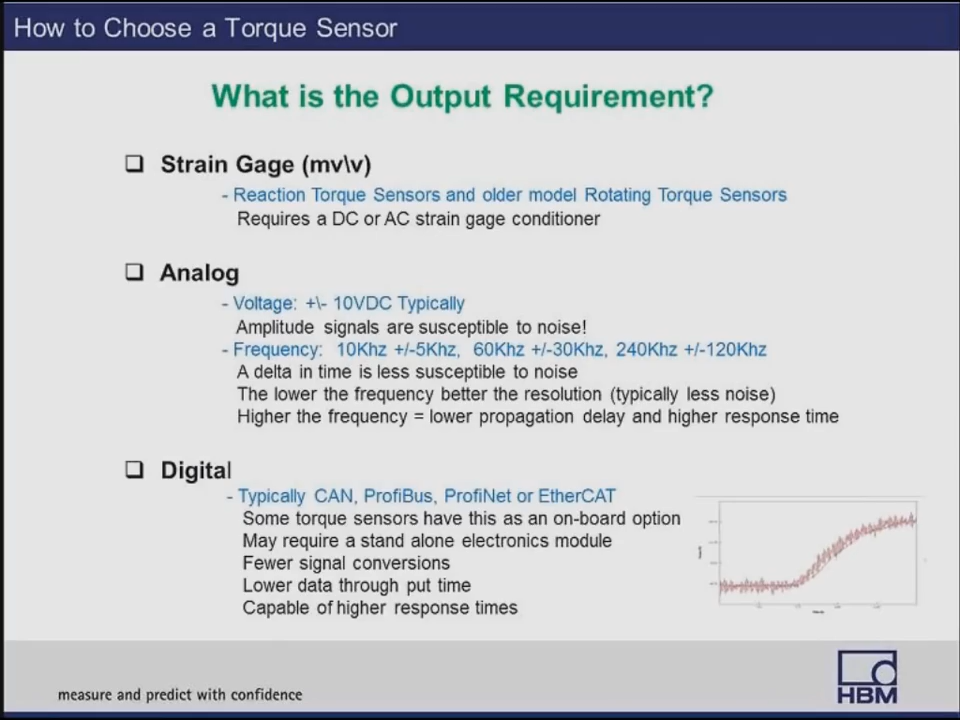 How to Choose a Torque Sensor
What is the Output Requirement?
Strain Gage (mv\v)
- Reaction Torque Sensors and older model Rotating Torque Sensors
Requires a DC or AC strain gage conditioner
Analog
- Voltage: +\- 10VDC Typically
Amplitude signals are susceptible to noise!
- Frequency: 10Khz +/-5Khz, 60Khz +/-30Khz, 240Khz +/-120Khz
A delta in time is less susceptible to noise
The lower the frequency better the resolution (typically less noise)
Higher the frequency = lower propagation delay and higher response time
Digital
- Typically CAN, ProfiBus, ProfiNet or EtherCAT
Some torque sensors have this as an on-board option
May require a stand alone electronics module
Fewer signal conversions
Lower data through put time
Capable of higher response times
measure and predict with confidence
HBM